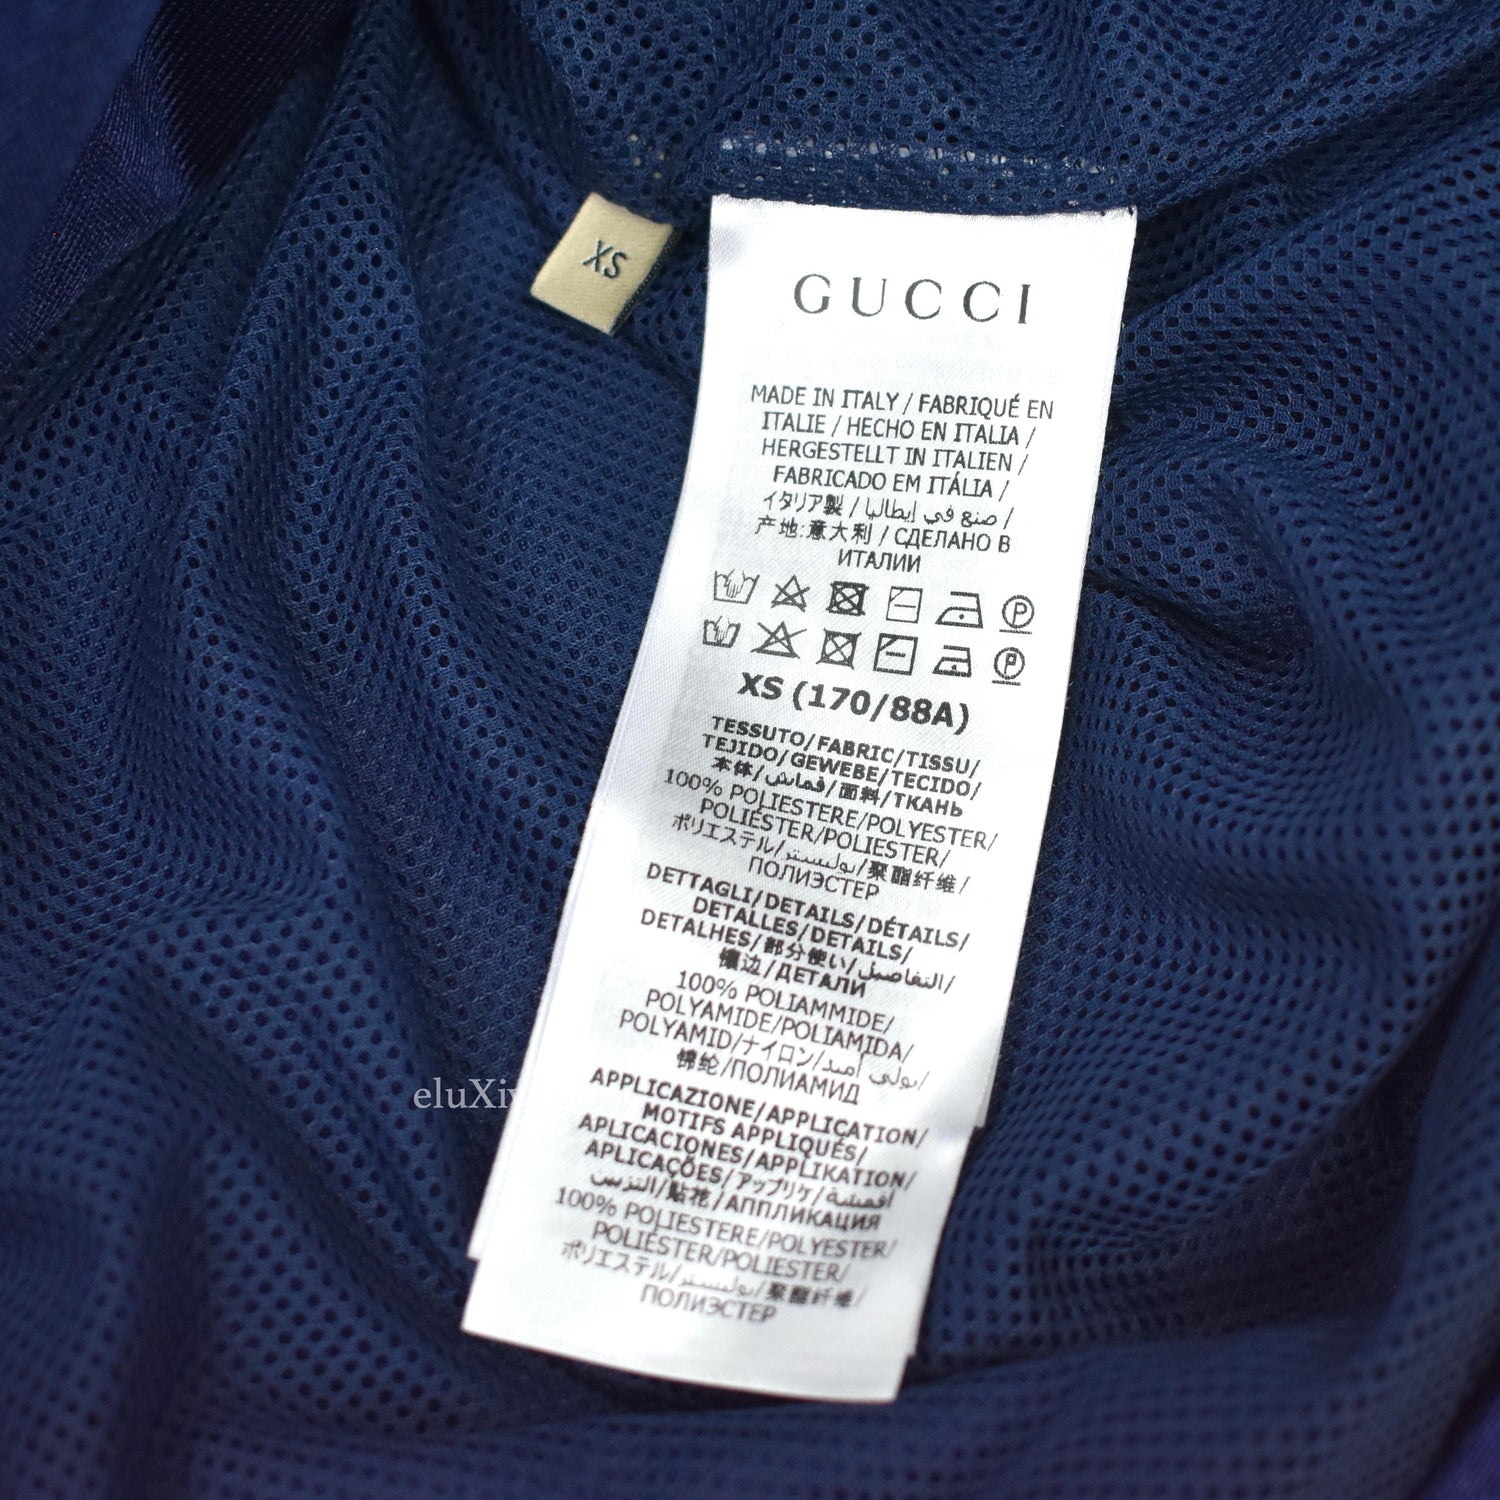 XS
GUCCI
MADE IN ITALY / FABRIQUÉ EN
ITALIE / HECHO EN ITALIA /
HERGESTELLT IN ITALIEN /
FABRICADO EM ITÁLIA /
イタリア製 / صنع في إيطاليا /
产地:意大利 / СДЕЛАНО В
ИТАЛИИ
P
P
XS (170/88A)
TESSUTO/FABRIC/TISSU/
TEJIDO/GEWEBE/TECIDO/
本体/قماش/面料/ТКАНЬ
100% POLIESTERE/POLYESTER/
POLIÉSTER/POLIESTER/
ポリエステル/بوليستر/聚酯纤维/
ПОЛИЭСТЕР
DETTAGLI/DETAILS/DÉTAILS/
DETALLES/DETAILS/
DETALHES/部分使い/التفاصيل/
镶边/ДЕТАЛИ
100% POLIAMMIDE/
POLYAMIDE/POLIAMIDA/
POLYAMID/ナイロン/بولي أميد/
锦纶/ПОЛИАМИД
APPLICAZIONE/APPLICATION/
MOTIFS APPLIQUÉS/
APLICACIONES/APPLIKATION/
APLICAÇÕES/アップリケ/أقمشة
التزيين/贴花/АППЛИКАЦИЯ
100% POLIESTERE/POLYESTER/
POLIÉSTER/POLIESTER/
ポリエステル/بوليستر/聚酯纤维/
ПОЛИЭСТЕР